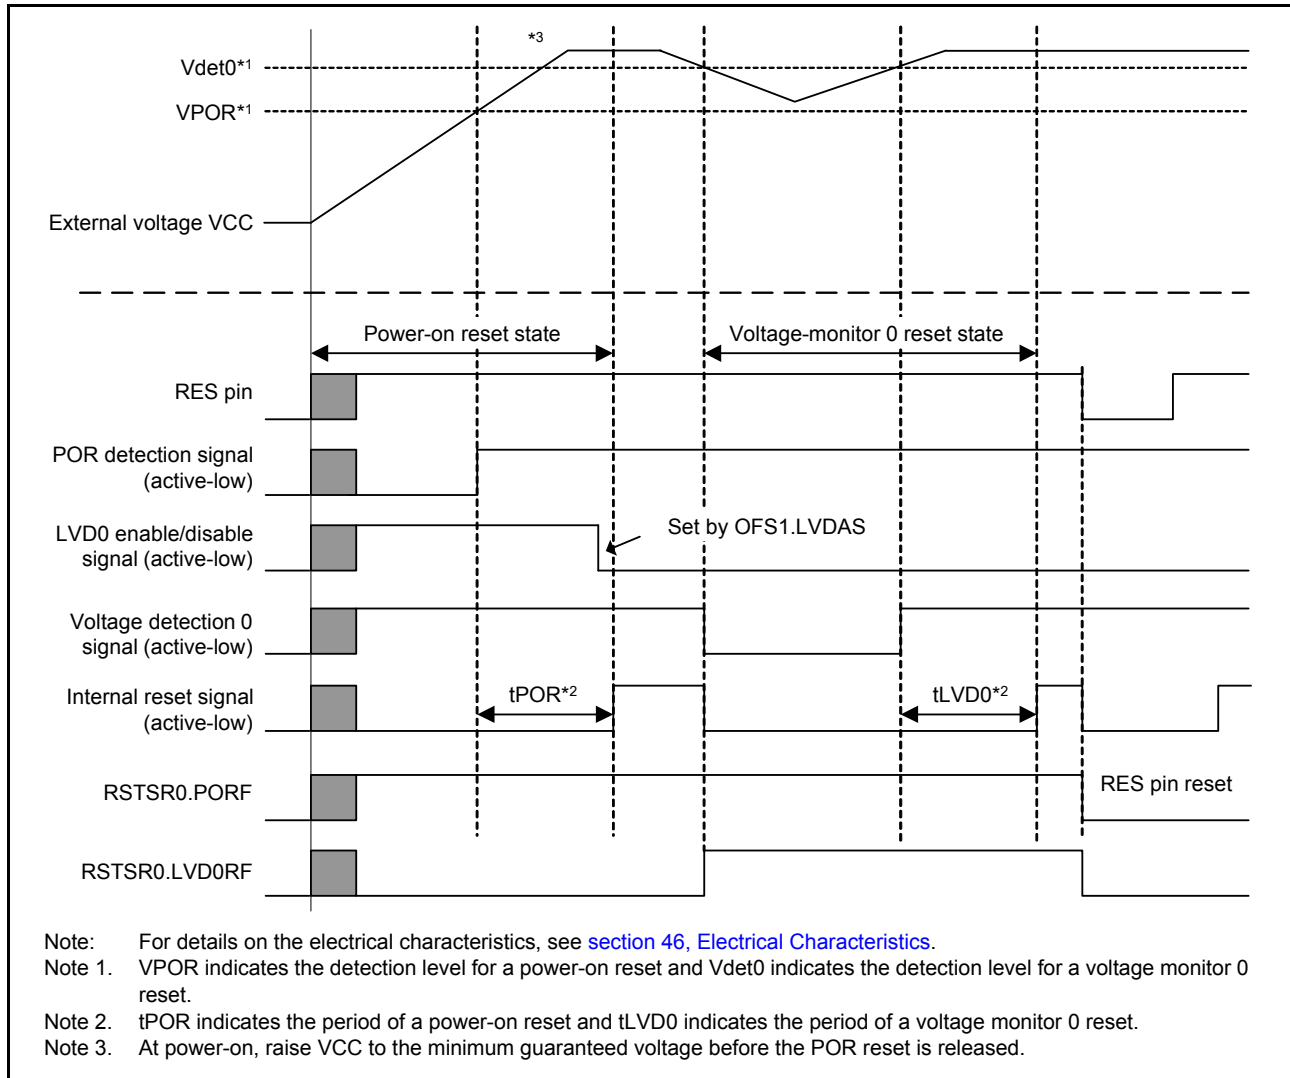 *3
Vdet0*1
VPOR*1
External voltage VCC
Power-on reset state
Voltage-monitor 0 reset state
RES pin
POR detection signal
(active-low)
LVD0 enable/disable
signal (active-low)
Set by OFS1.LVDAS
Voltage detection 0
signal (active-low)
Internal reset signal
(active-low)
tPOR*2
tLVD0*2
RSTSR0.PORF
RES pin reset
RSTSR0.LVD0RF
Note: For details on the electrical characteristics, see section 46, Electrical Characteristics.
Note 1. VPOR indicates the detection level for a power-on reset and Vdet0 indicates the detection level for a voltage monitor 0
reset.
Note 2. tPOR indicates the period of a power-on reset and tLVD0 indicates the period of a voltage monitor 0 reset.
Note 3. At power-on, raise VCC to the minimum guaranteed voltage before the POR reset is released.